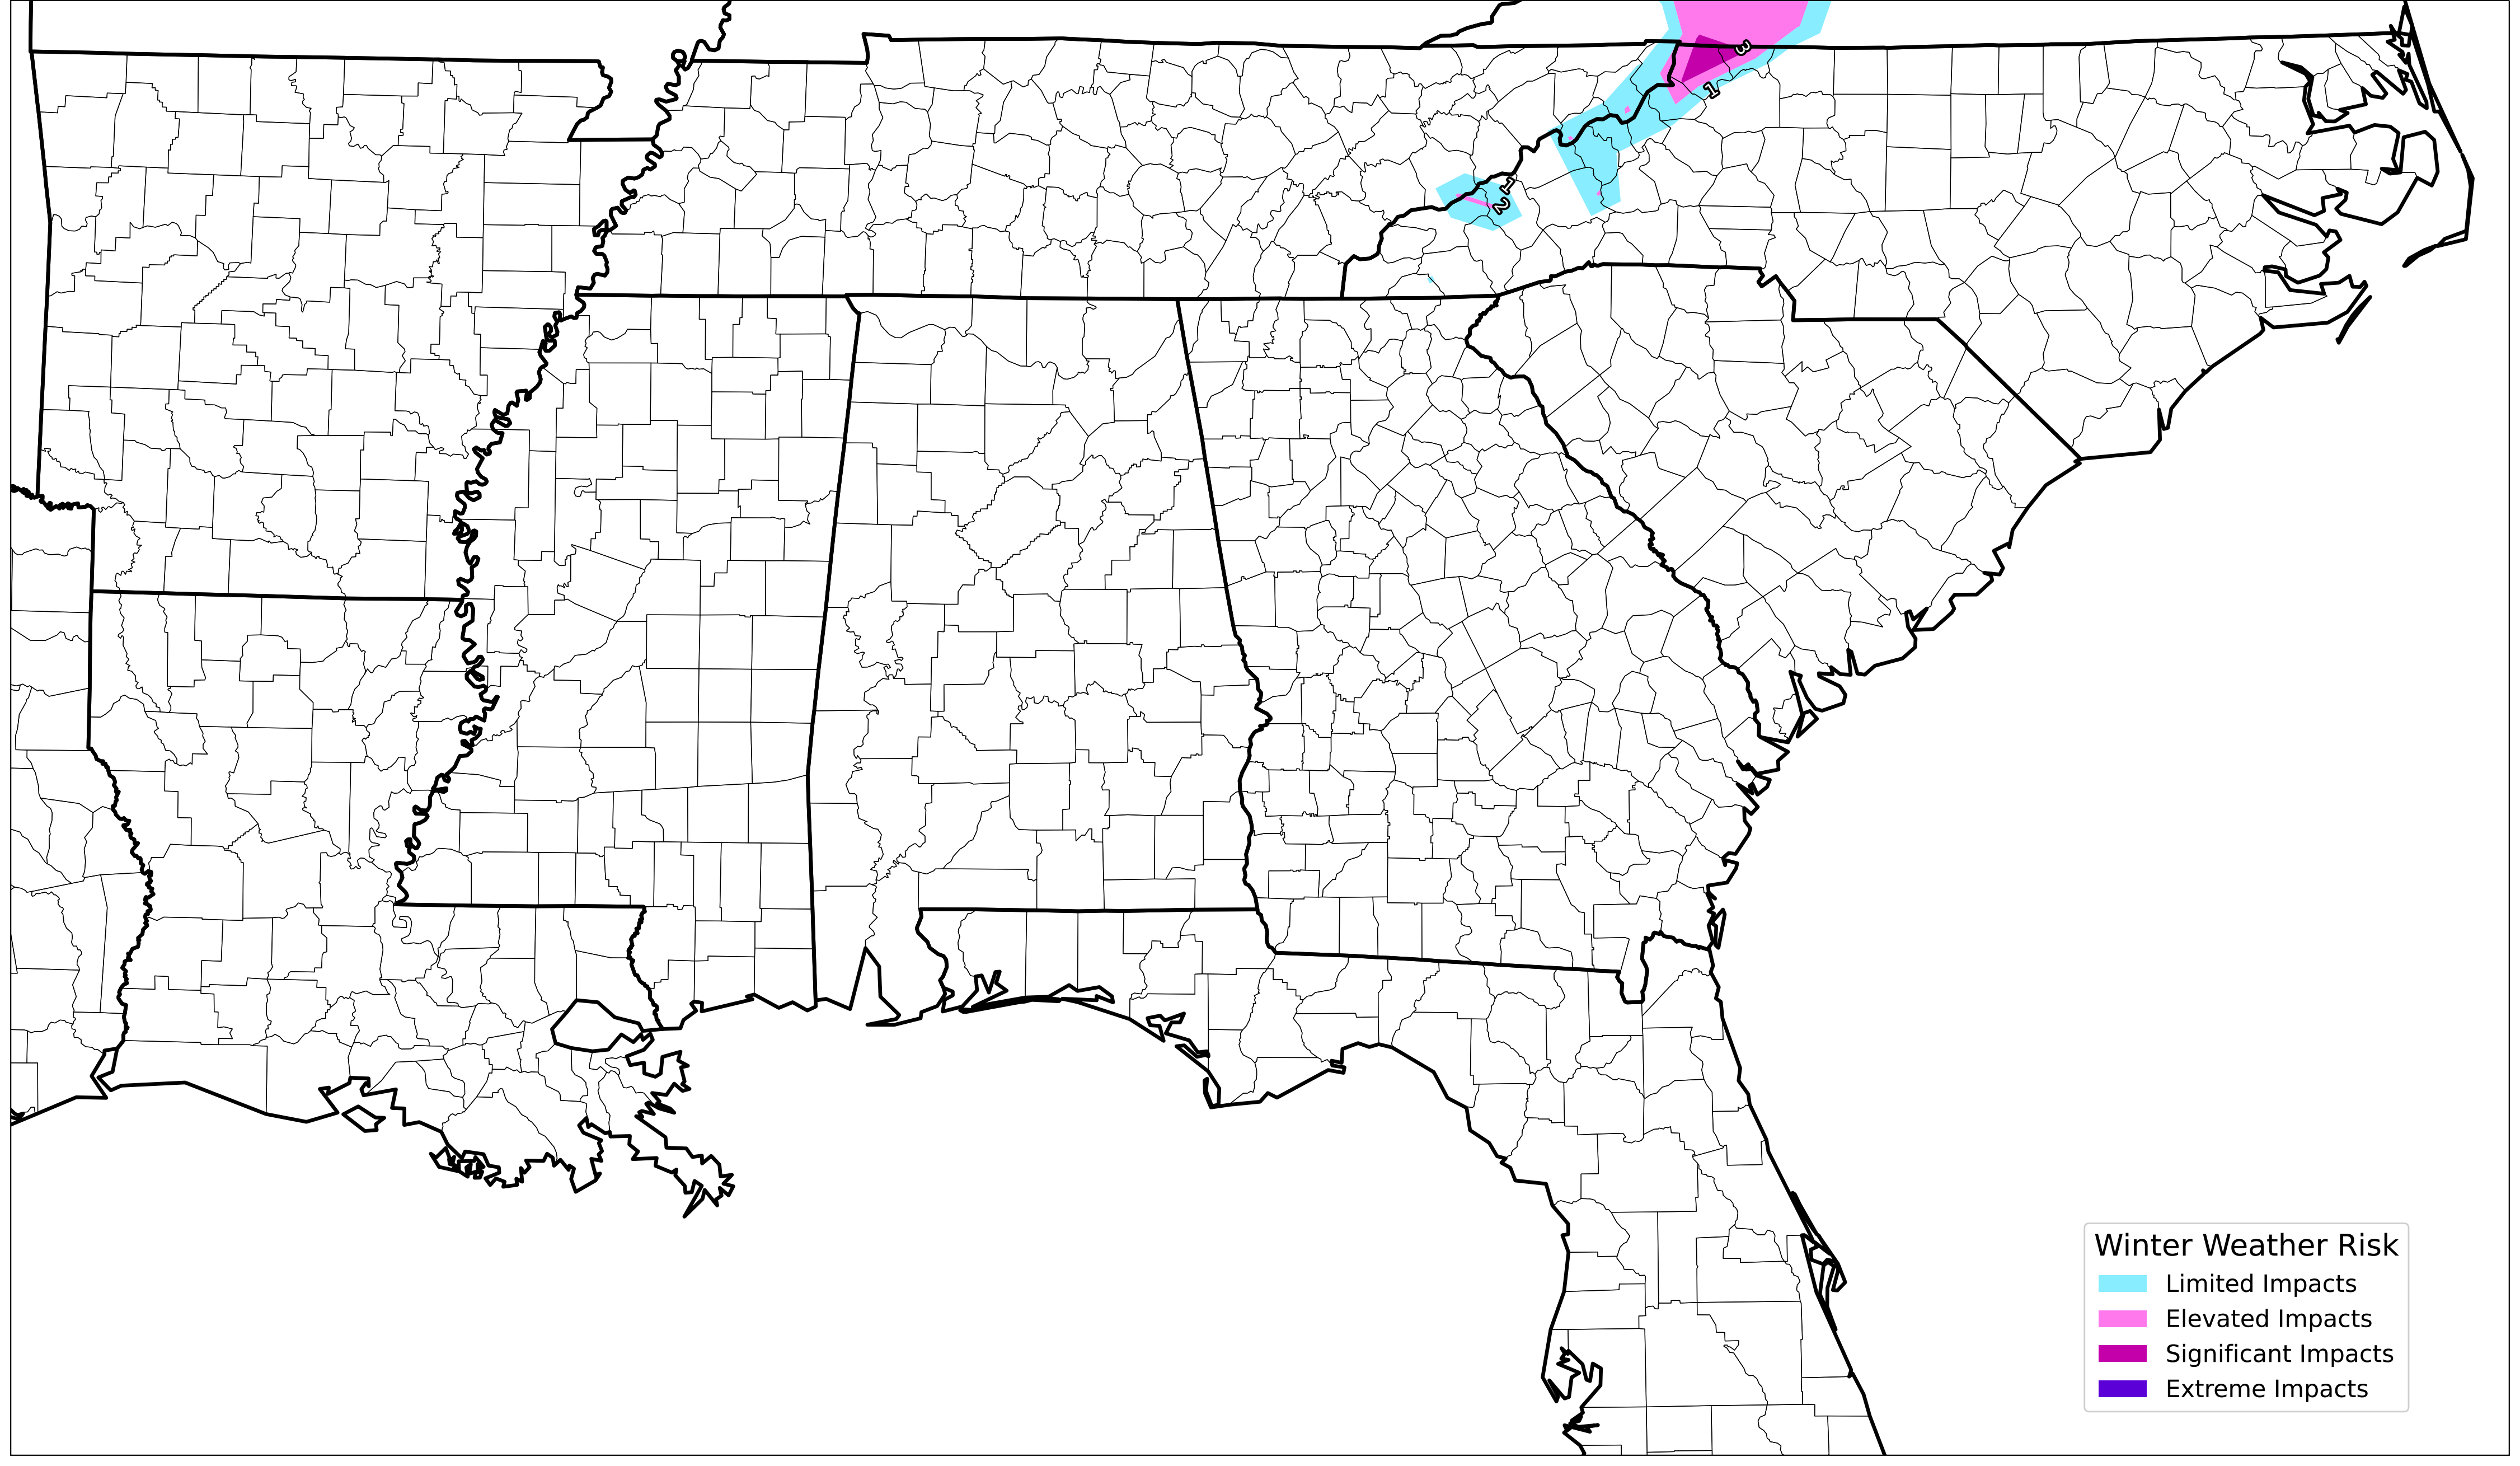 3
1
1
2
Winter Weather Risk
Limited Impacts
Elevated Impacts
Significant Impacts
Extreme Impacts